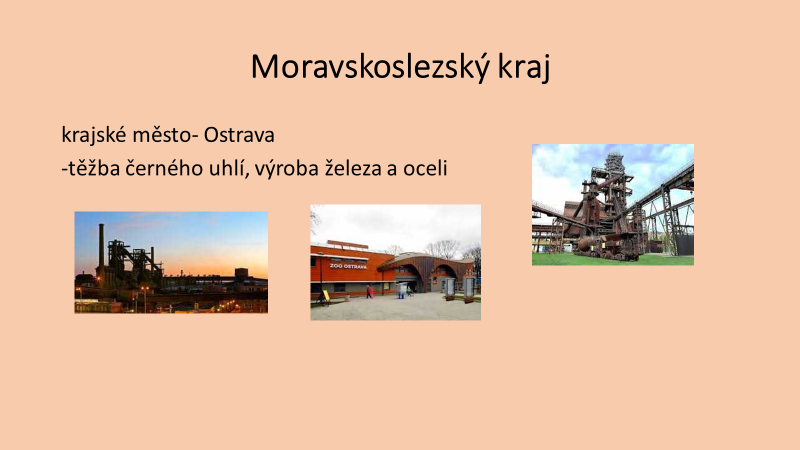 Moravskoslezský kraj
krajské město- Ostrava
-těžba černého uhlí, výroba železa a oceli
ZOO OSTRAVA